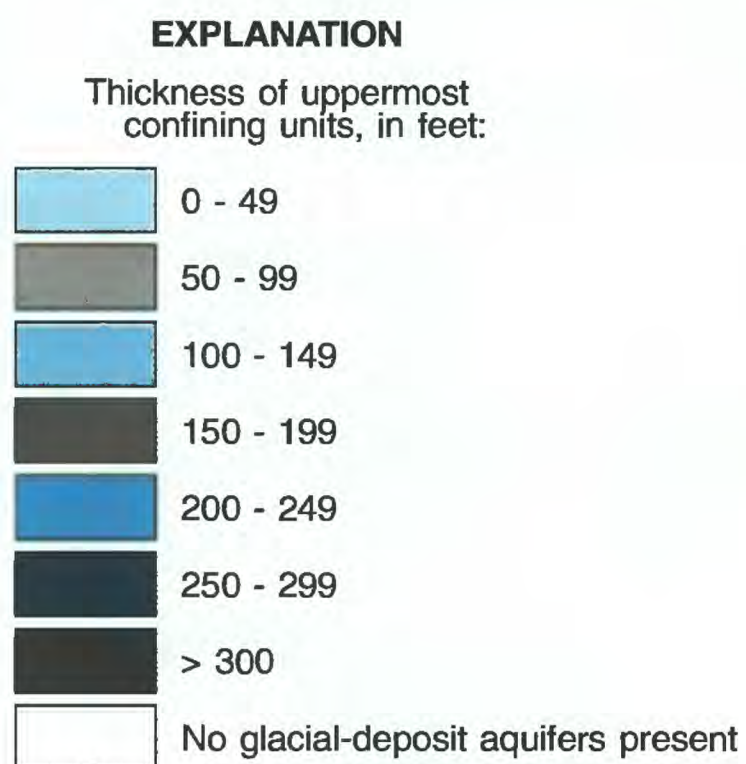 EXPLANATION
Thickness of uppermost
confining units, in feet:
0 - 49
50 - 99
100 - 149
150 - 199
200 - 249
250 - 299
> 300
No glacial-deposit aquifers present